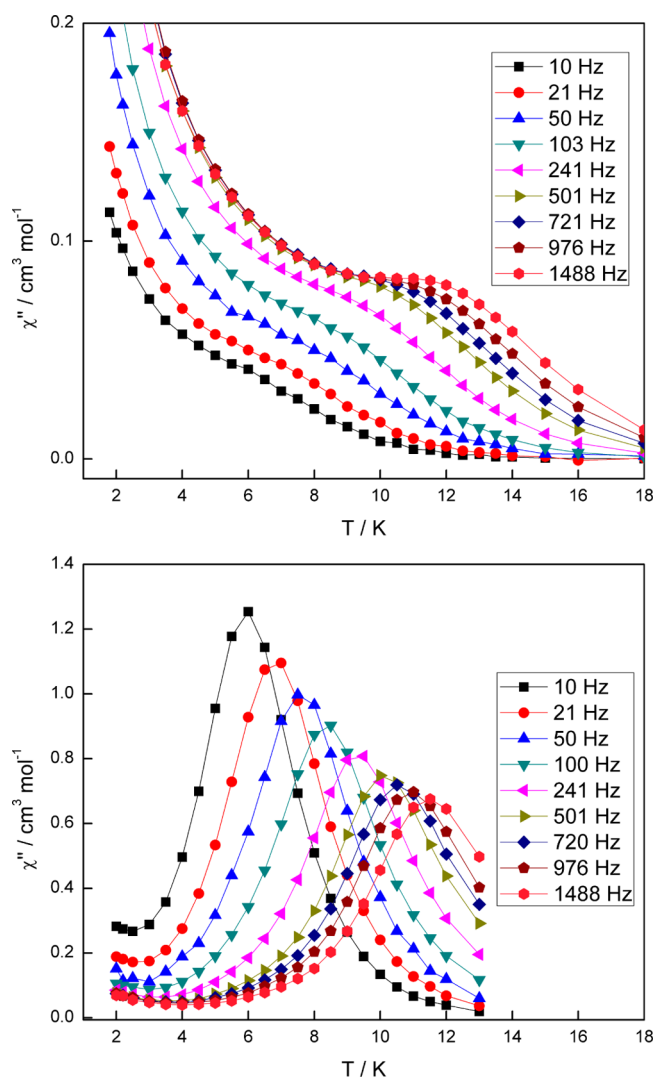 χ'' / cm³ mol⁻¹
0.2
0.1
0.0
10 Hz
21 Hz
50 Hz
103 Hz
241 Hz
501 Hz
721 Hz
976 Hz
1488 Hz
2 4 6 8 10 12 14 16 18
T / K
χ'' / cm³ mol⁻¹
1.4
1.2
1.0
0.8
0.6
0.4
0.2
0.0
10 Hz
21 Hz
50 Hz
100 Hz
241 Hz
501 Hz
720 Hz
976 Hz
1488 Hz
2 4 6 8 10 12 14 16 18
T / K